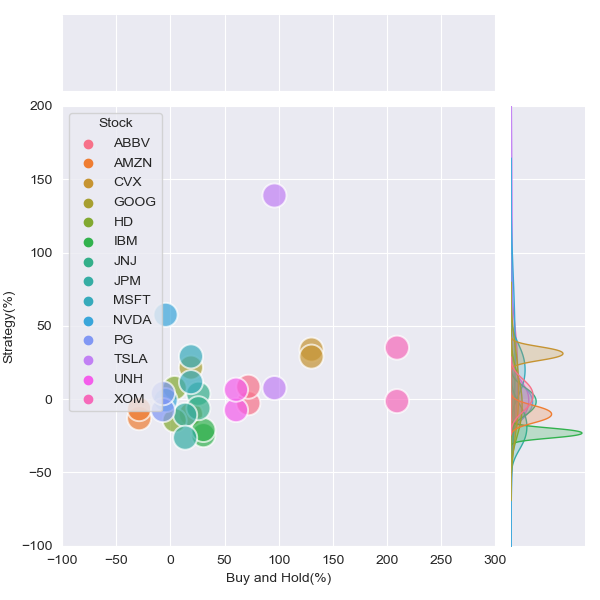 200
150
100
50
0
−50
−100
Strategy(%)
Stock
ABBV
AMZN
CVX
GOOG
HD
IBM
JNJ
JPM
MSFT
NVDA
PG
TSLA
UNH
XOM
−100 −50 0 50 100 150 200 250 300
Buy and Hold(%)